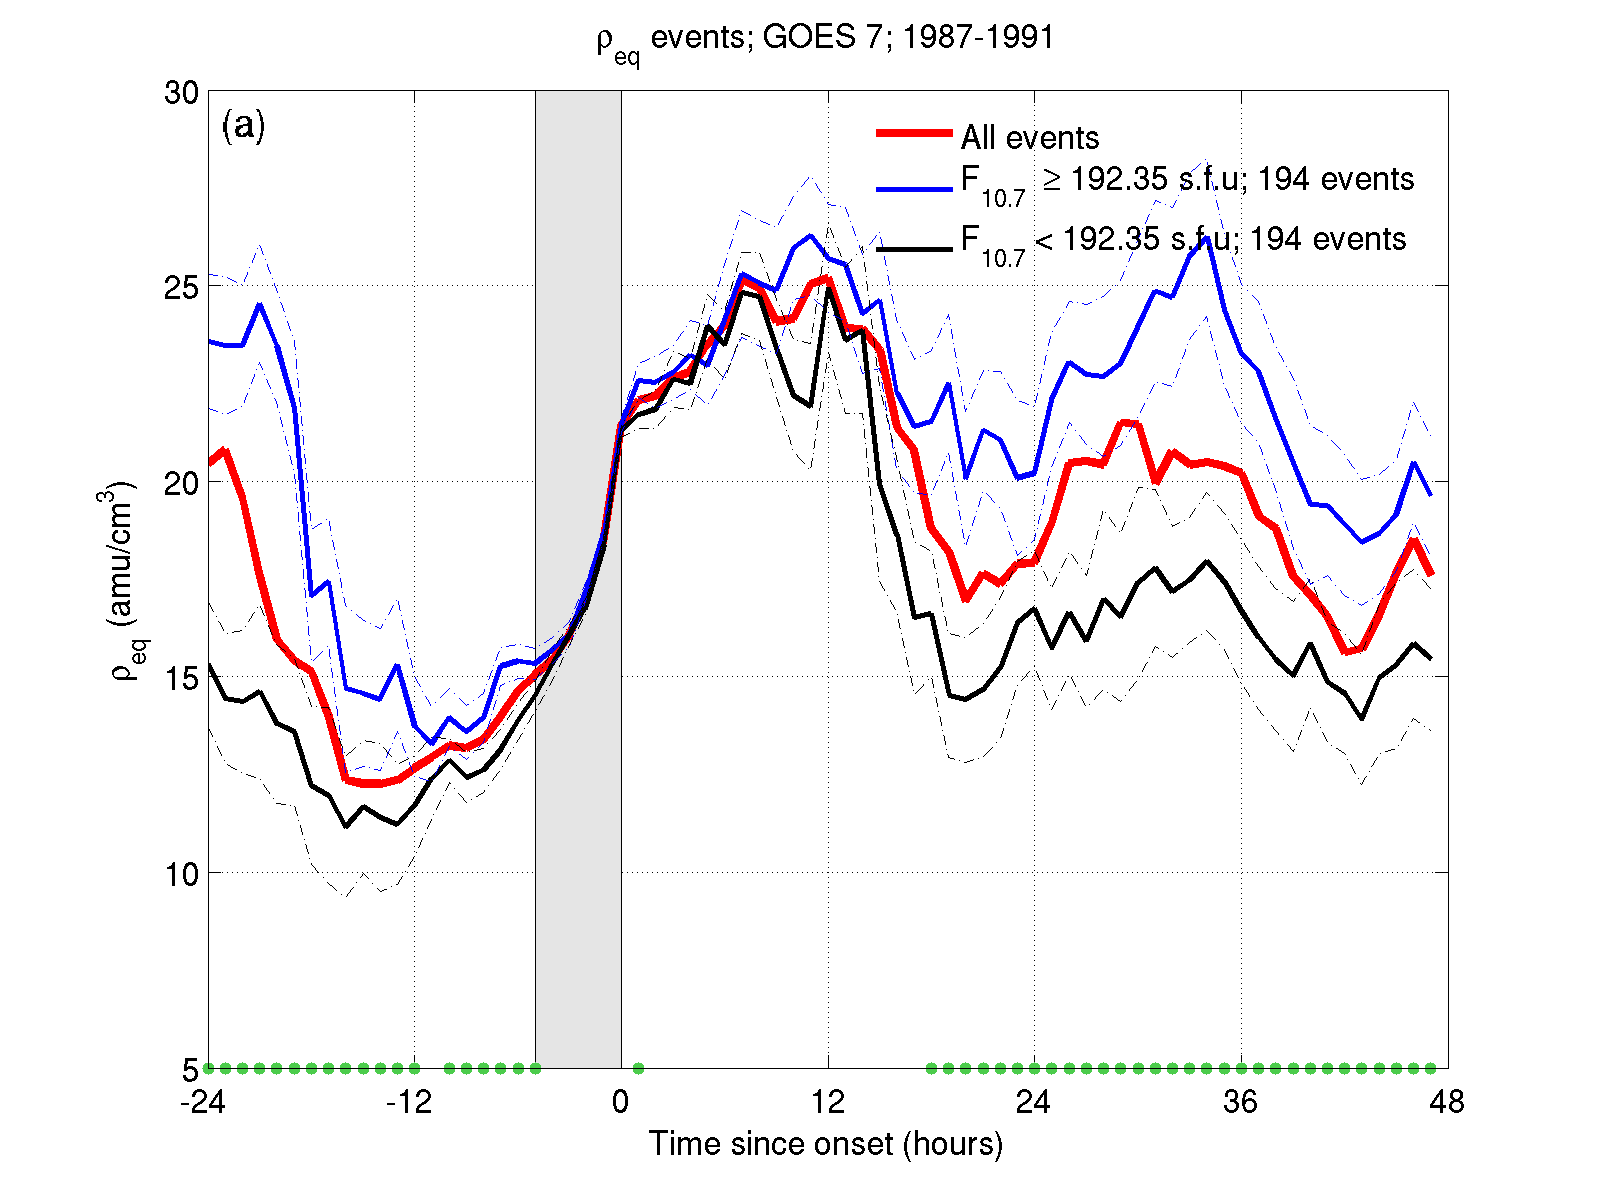 ρeq events; GOES 7; 1987-1991
(a)
All events
F10.7 ≥ 192.35 s.f.u; 194 events
F10.7 < 192.35 s.f.u; 194 events
30
25
20
15
10
5
ρeq (amu/cm3)
-24 -12 0 12 24 36 48
Time since onset (hours)